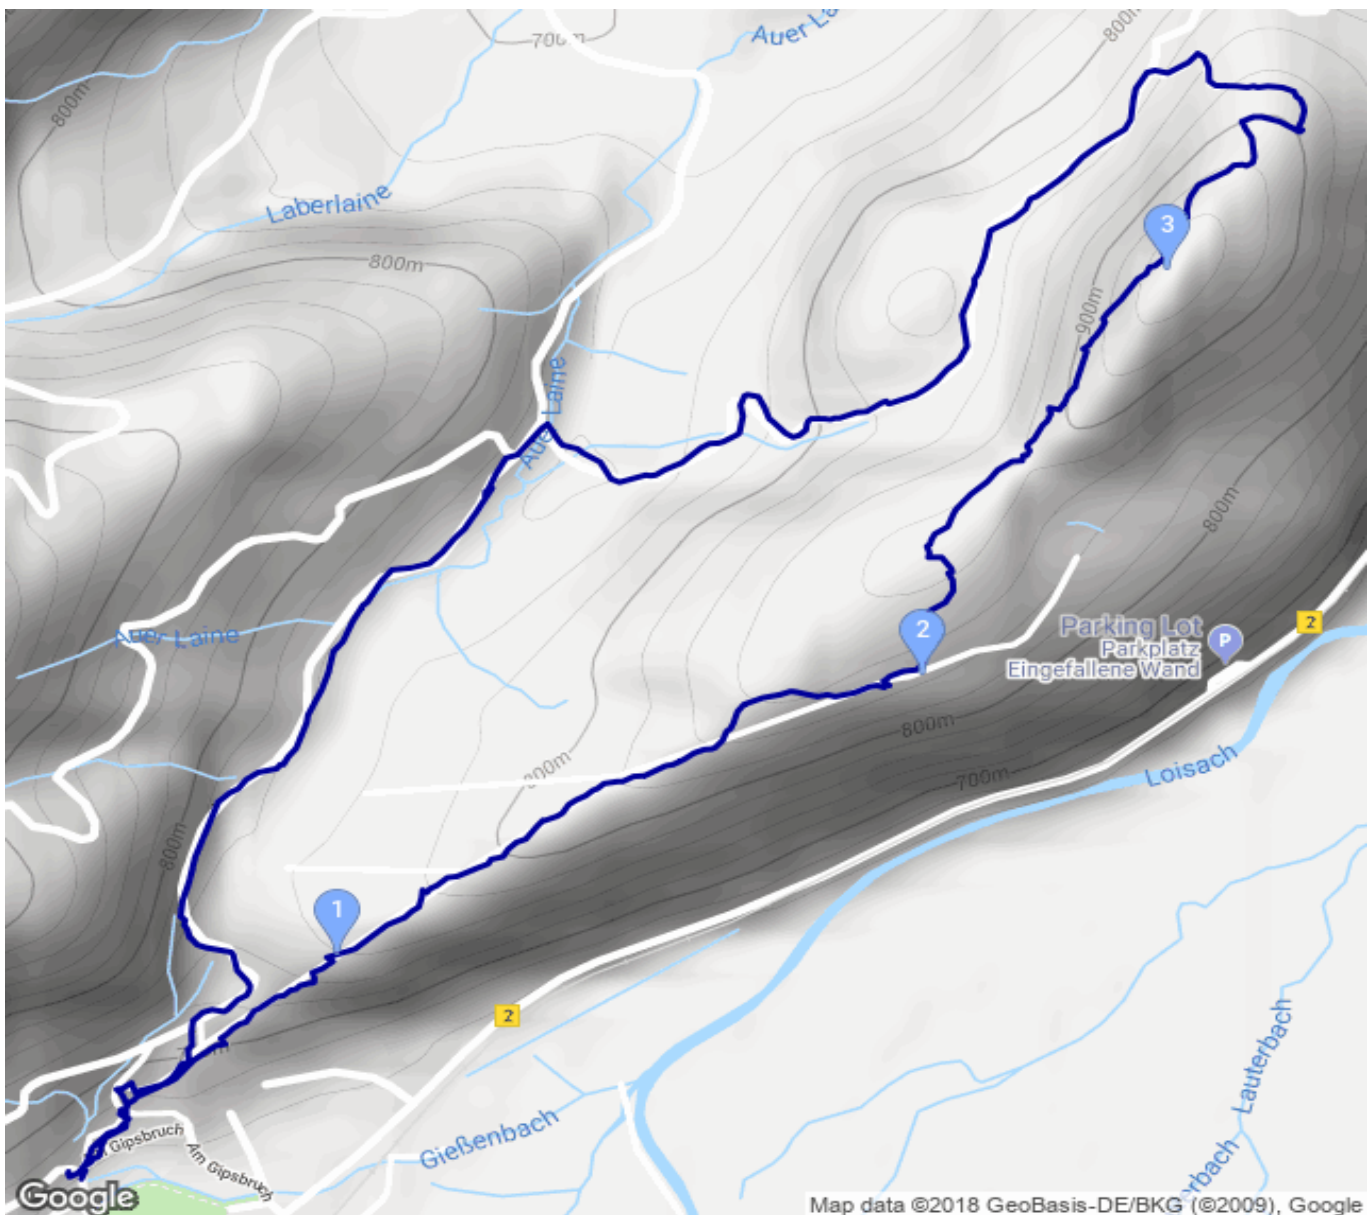 Auer La
800m
700m
800m
Laberlaine
800m
3
900m
Auer Laine
800m
2
Parking Lot
P
2
Auer Laine
Parkplatz
Eingefallene Wand
800m
800m
700m
Loisach
800m
1
2
Lauterbach
Gipsbruch
Am Gipsbruch
Gießenbach
erbach
Google
Map data ©2018 GeoBasis-DE/BKG (©2009), Google